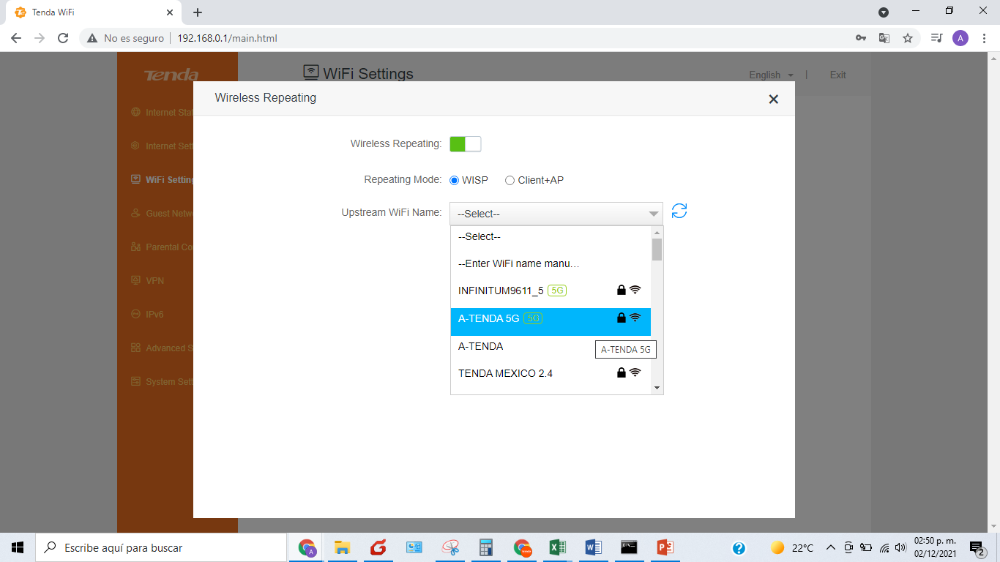 Tenda WiFi
No es seguro
192.168.0.1/main.html
A
Tenda
WiFi Settings
English
Exit
Wireless Repeating
Internet Stat
Internet Sett
WiFi Setting
Guest Netw
Parental Co
VPN
IPv6
Advanced S
System Sett
Wireless Repeating:
Repeating Mode: WISP Client+AP
Upstream WiFi Name: --Select--
--Select--
--Enter WiFi name manu...
INFINITUM9611_5 5G
A-TENDA 5G 5G
A-TENDA
A-TENDA 5G
TENDA MEXICO 2.4
Escribe aquí para buscar
A
22°C
02:50 p. m.
02/12/2021
2